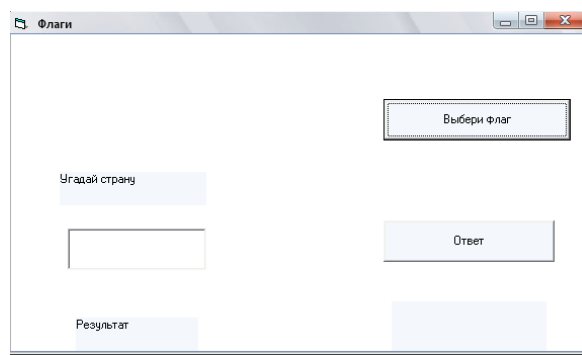 Флаги
Выбери флаг
Угадай страну
Ответ
Результат